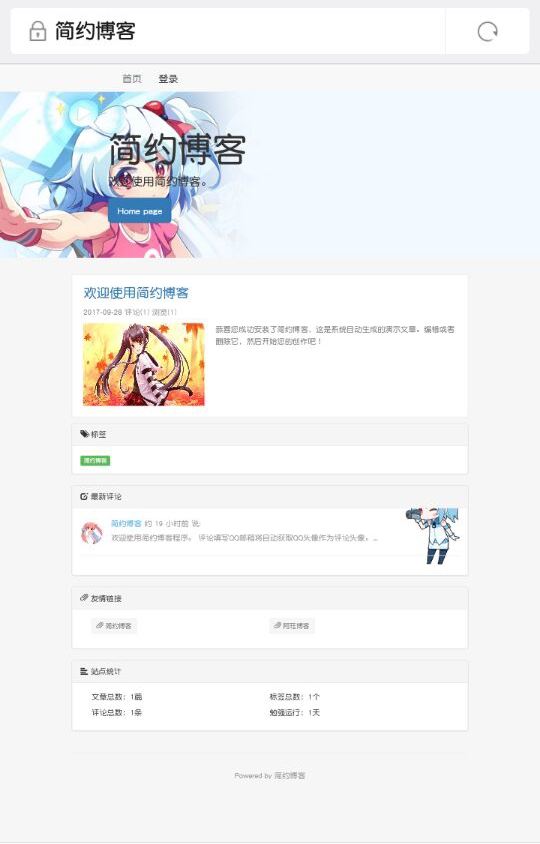 简约博客
首页 登录
简约博客
欢迎使用简约博客。
Home page
欢迎使用简约博客
2017-09-28 评论(1) 浏览(1)
恭喜您成功安装了简约博客，这是系统自动生成的演示文章。编辑或者
删除它，然后开始您的创作吧！
标签
简约博客
最新评论
简约博客 约 19 小时前 说:
欢迎使用简约博客程序。 评论填写QQ邮箱将自动获取QQ头像作为评论头像。...
友情链接
简约博客 阿珏博客
站点统计
文章总数：1篇 标签总数：1个
评论总数：1条 勉强运行：1天
Powered by 简约博客